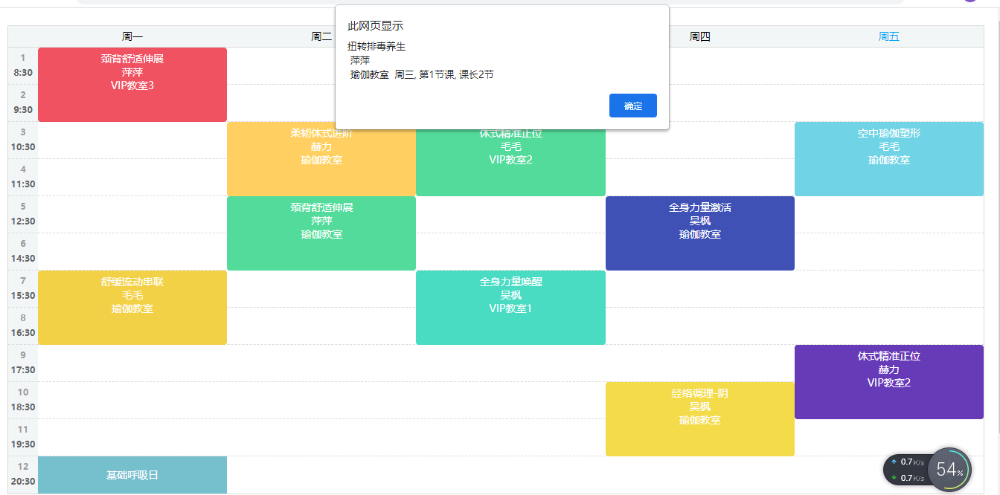 周一
周二
周四
周五
此网页显示
扭转排毒养生
萍萍
瑜伽教室 周三, 第1节课, 课长2节
确定
1
8:30
颈背舒适伸展
萍萍
VIP教室3
2
9:30
3
10:30
柔韧体式进阶
赫力
瑜伽教室
体式精准正位
毛毛
VIP教室2
空中瑜伽塑形
毛毛
瑜伽教室
4
11:30
5
12:30
颈背舒适伸展
萍萍
瑜伽教室
全身力量激活
吴枫
瑜伽教室
6
14:30
7
15:30
舒缓流动串联
毛毛
瑜伽教室
全身力量唤醒
吴枫
VIP教室1
8
16:30
9
17:30
体式精准正位
赫力
VIP教室2
10
18:30
经络调理-阴
吴枫
瑜伽教室
11
19:30
12
20:30
基础呼吸日
0.7K/s
0.7K/s
54%